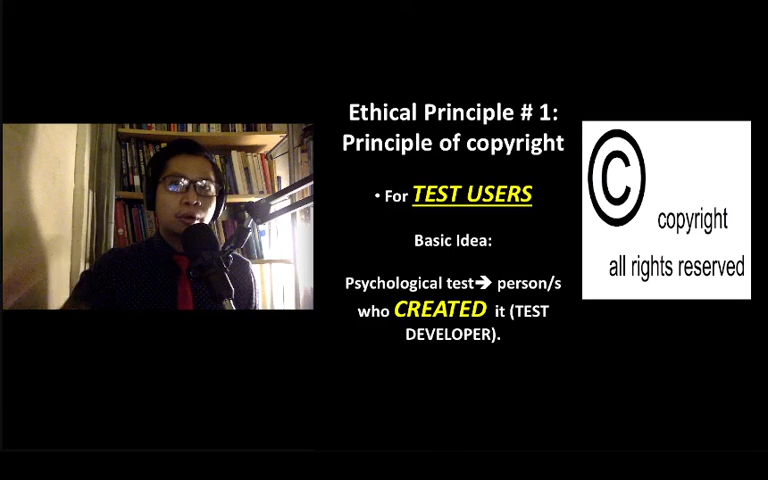 Ethical Principle # 1:
Principle of copyright
• For TEST USERS
Basic Idea:
Psychological test➔ person/s
who CREATED it (TEST
DEVELOPER).
©
copyright
all rights reserved